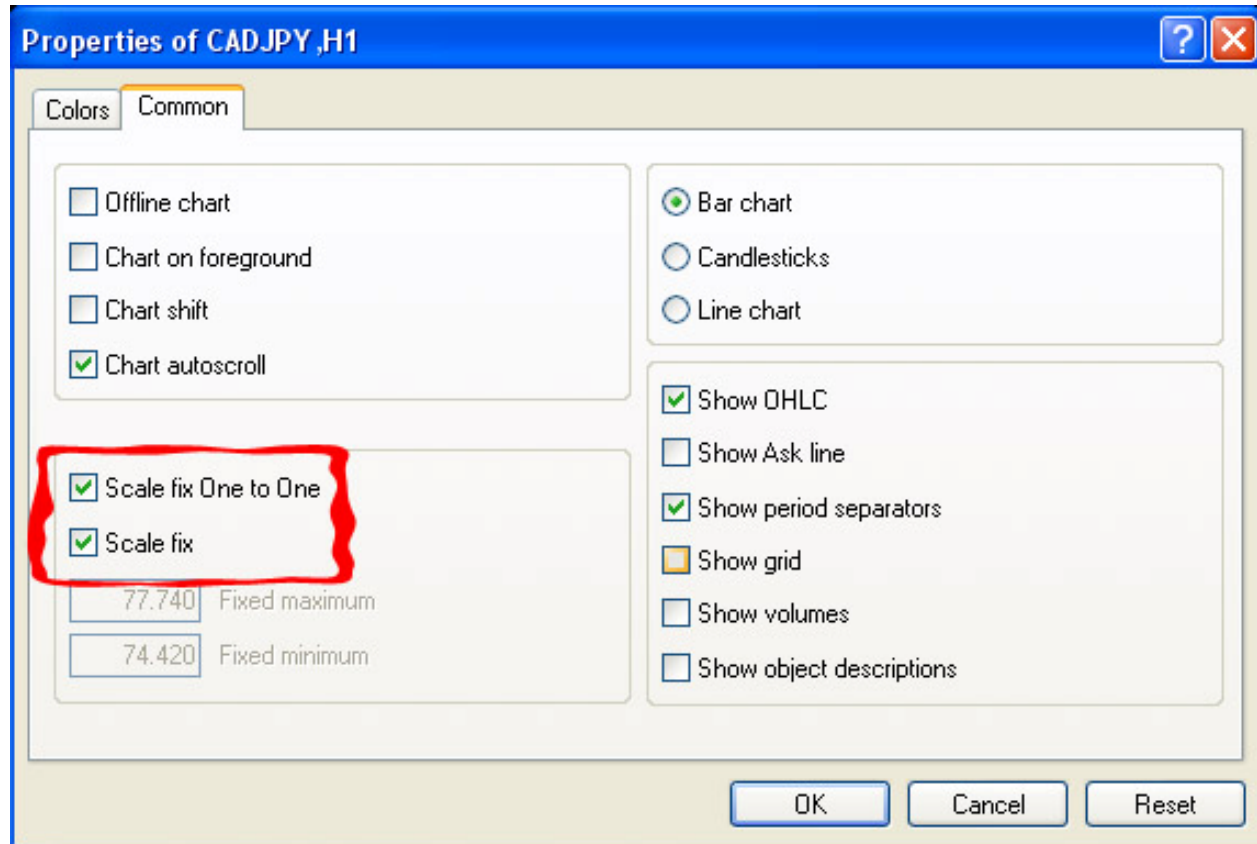 Properties of CADJPY,H1
Colors
Common
Offline chart
Chart on foreground
Chart shift
Chart autoscroll
Scale fix One to One
Scale fix
77.740 Fixed maximum
74.420 Fixed minimum
Bar chart
Candlesticks
Line chart
Show OHLC
Show Ask line
Show period separators
Show grid
Show volumes
Show object descriptions
OK
Cancel
Reset